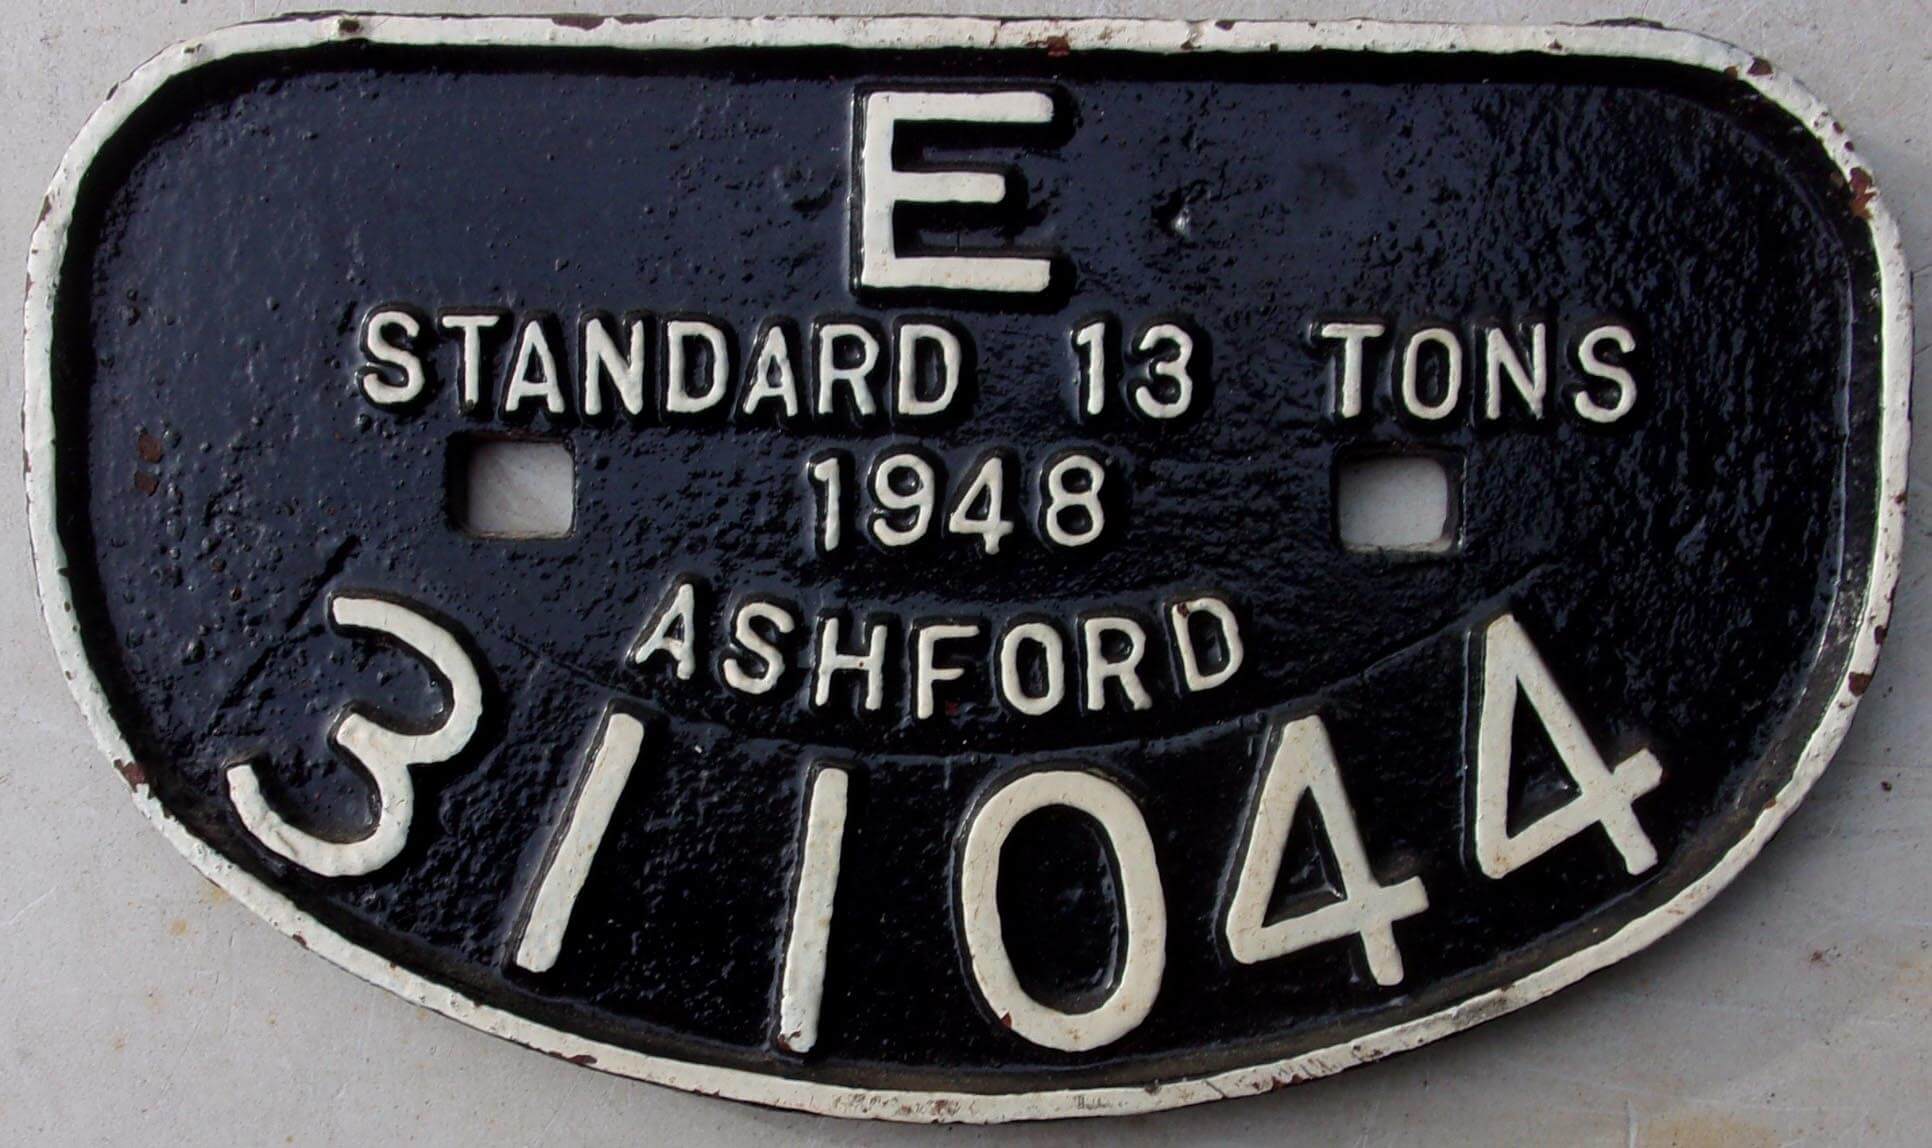 E
STANDARD 13 TONS
1948
ASHFORD
311044